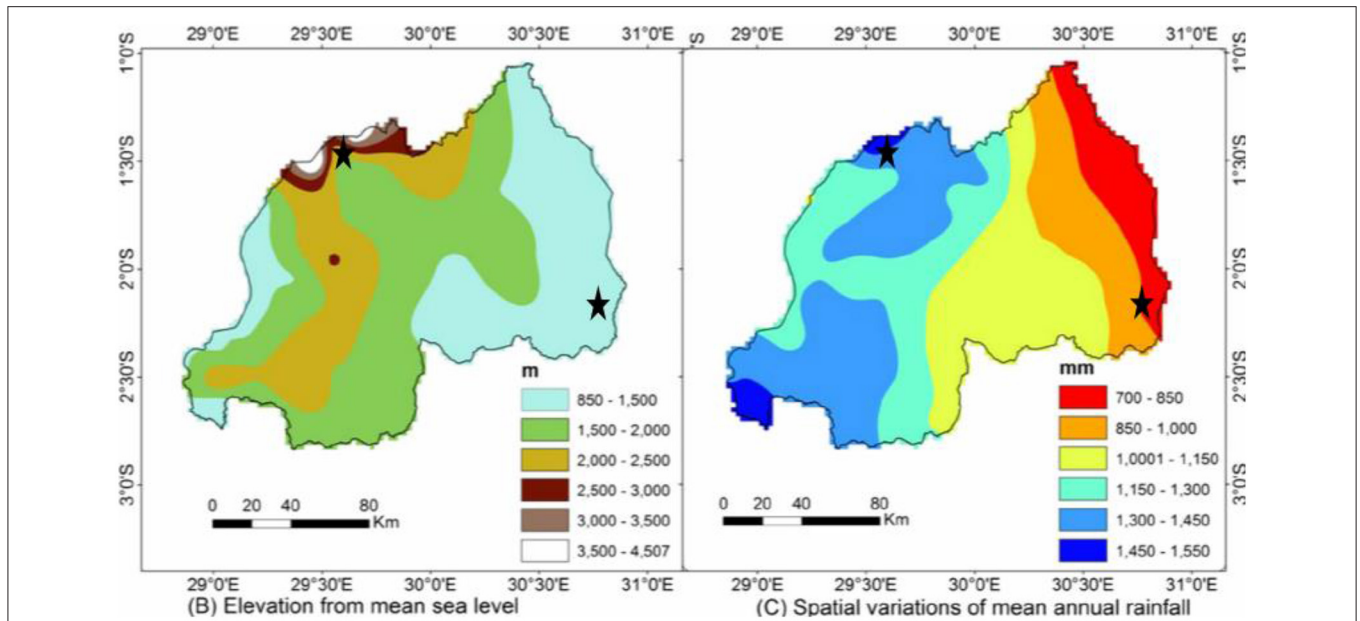 29°0'E 29°30'E 30°0'E 30°30'E 31°0'E
S 29°0'E 29°30'E 30°0'E 30°30'E 31°0'E
1°0'S
1°30'S
2°0'S
2°30'S
3°0'S
m
850 - 1,500
1,500 - 2,000
2,000 - 2,500
2,500 - 3,000
3,000 - 3,500
3,500 - 4,507
0 20 40 80
Km
29°0'E 29°30'E 30°0'E 30°30'E 31°0'E
(B) Elevation from mean sea level
1°0'S
1°30'S
2°0'S
2°30'S
3°0'S
mm
700 - 850
850 - 1,000
1,0001 - 1,150
1,150 - 1,300
1,300 - 1,450
1,450 - 1,550
0 20 40 80
Km
29°0'E 29°30'E 30°0'E 30°30'E 31°0'E
(C) Spatial variations of mean annual rainfall